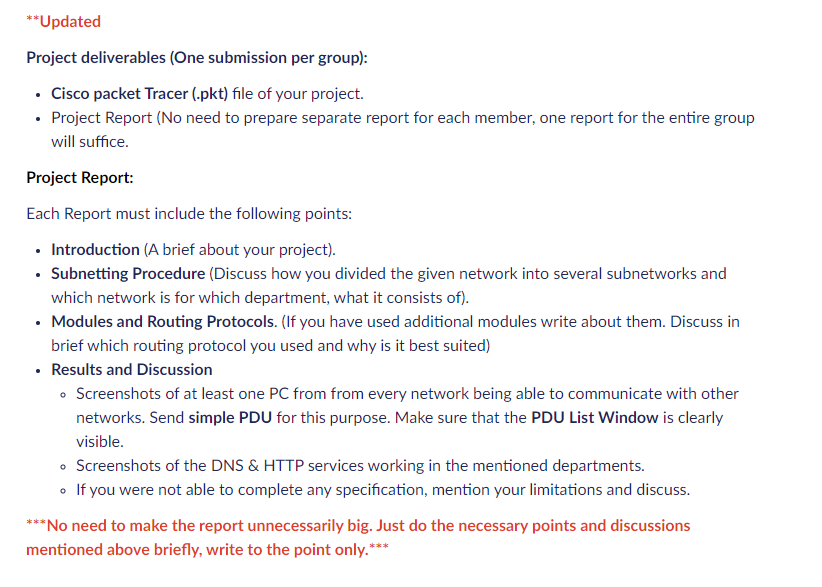 **Updated
Project deliverables (One submission per group):
• Cisco packet Tracer (.pkt) file of your project.
• Project Report (No need to prepare separate report for each member, one report for the entire group
will suffice.
Project Report:
Each Report must include the following points:
• Introduction (A brief about your project).
• Subnetting Procedure (Discuss how you divided the given network into several subnetworks and
which network is for which department, what it consists of).
• Modules and Routing Protocols. (If you have used additional modules write about them. Discuss in
brief which routing protocol you used and why is it best suited)
• Results and Discussion
◦ Screenshots of at least one PC from from every network being able to communicate with other
networks. Send simple PDU for this purpose. Make sure that the PDU List Window is clearly
visible.
◦ Screenshots of the DNS & HTTP services working in the mentioned departments.
◦ If you were not able to complete any specification, mention your limitations and discuss.
***No need to make the report unnecessarily big. Just do the necessary points and discussions
mentioned above briefly, write to the point only.***